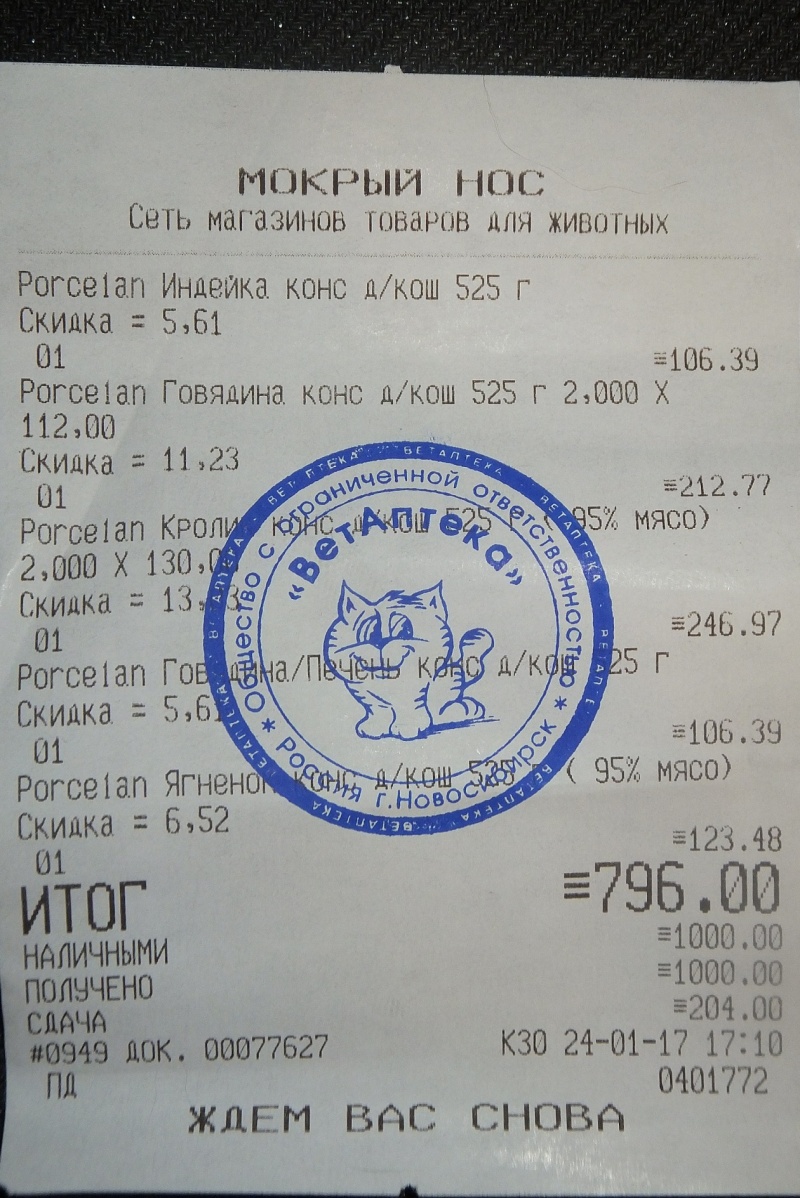 МОКРЫЙ НОС
Сеть магазинов товаров для животных
Porcelan Индейка конс д/кош 525 г
Скидка = 5,61
01 ≡106.39
Porcelan Говядина конс д/кош 525 г 2,000 X
112,00
Скидка = 11,23
01 ≡212.77
Porcelan Кролик конс д/кош 525 г ( 95% мясо)
2,000 X 130,00
Скидка =
01 ≡246.97
Porcelan Говядина/Печень конс д/кош 525 г
Скидка = 5,61
01 ≡106.39
Porcelan Ягненок конс д/кош 525 г ( 95% мясо)
Скидка = 6,52
01 ≡123.48
ИТОГ ≡796.00
НАЛИЧНЫМИ ≡1000.00
ПОЛУЧЕНО ≡1000.00
СДАЧА ≡204.00
#0949 ДОК. 00077627 КЗ0 24-01-17 17:10
ПД 0401772
ЖДЕМ ВАС СНОВА
ВЕТАПТЕКА ВЕТАПТЕКА ВЕТАПТЕКА ВЕТАПТЕКА
Общество с ограниченной ответственностью
«ВетАптека»
* Россия г.Новосибирск *